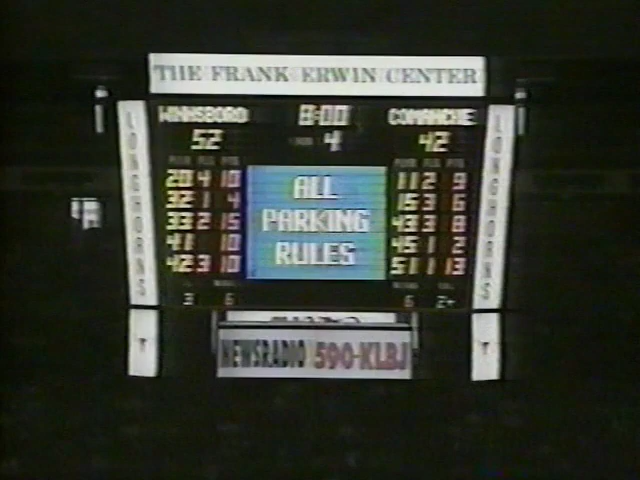 THE FRANK ERWIN CENTER
WINNSBORO 8:00 COMANCHE
52 4 42
20 4 10
32 1 4
33 2 15
41 10
42 3 10
ALL
PARKING
RULES
11 2 9
15 3 6
43 3 8
45 1 2
51 1 13
3 6
6 2+
LONGHORNS
LONGHORNS
T
T
NEWSRADIO 590-KLBJ